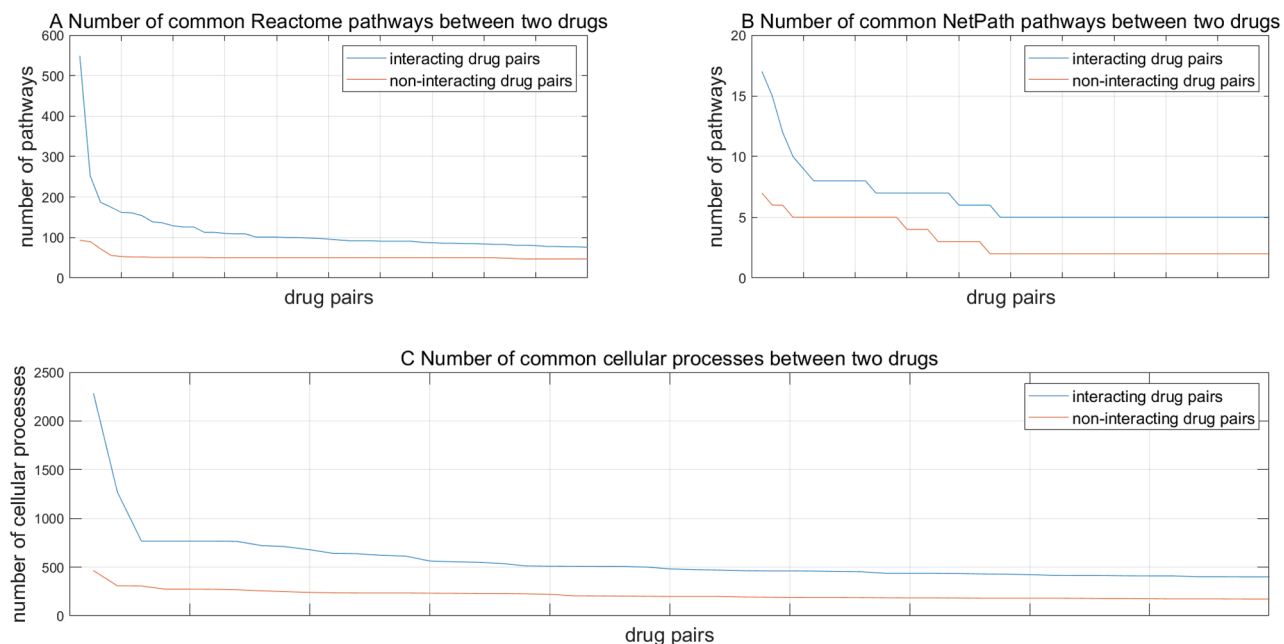 A Number of common Reactome pathways between two drugs
600
500
400
300
200
100
0
number of pathways
drug pairs
interacting drug pairs
non-interacting drug pairs
B Number of common NetPath pathways between two drugs
20
15
10
5
0
number of pathways
drug pairs
interacting drug pairs
non-interacting drug pairs
C Number of common cellular processes between two drugs
2500
2000
1500
1000
500
0
number of cellular processes
drug pairs
interacting drug pairs
non-interacting drug pairs